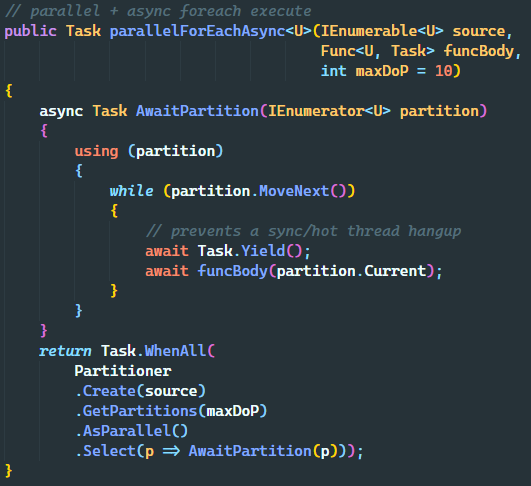 // parallel + async foreach execute
public Task parallelForEachAsync<U>(IEnumerable<U> source,
                                    Func<U, Task> funcBody,
                                    int maxDoP = 10)
{
    async Task AwaitPartition(IEnumerator<U> partition)
    {
        using (partition)
        {
            while (partition.MoveNext())
            {
                // prevents a sync/hot thread hangup
                await Task.Yield();
                await funcBody(partition.Current);
            }
        }
    }
    return Task.WhenAll(
        Partitioner
        .Create(source)
        .GetPartitions(maxDoP)
        .AsParallel()
        .Select(p => AwaitPartition(p)));
}